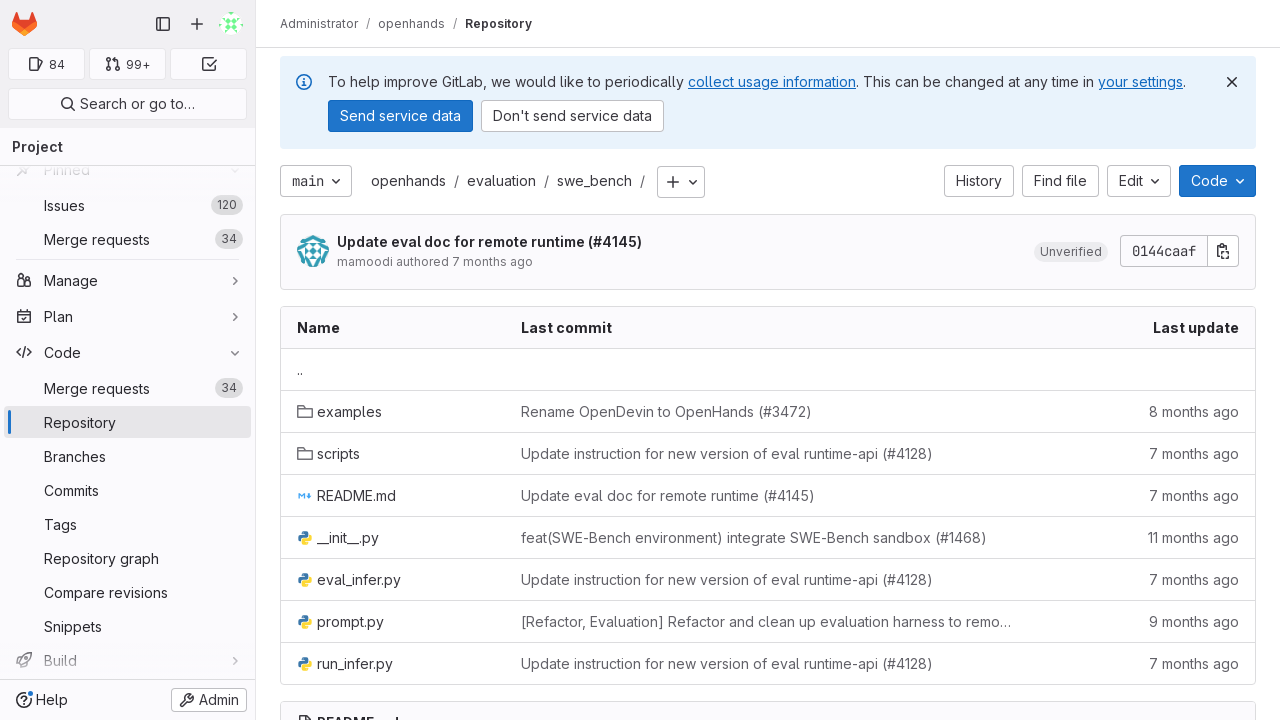 Administrator / openhands / Repository
84
99+
Search or go to…
Project
Pinned
Issues 120
Merge requests 34
Manage
Plan
Code
Merge requests 34
Repository
Branches
Commits
Tags
Repository graph
Compare revisions
Snippets
Build
Help
Admin
To help improve GitLab, we would like to periodically collect usage information. This can be changed at any time in your settings.
Send service data
Don't send service data
main
openhands / evaluation / swe_bench /
History
Find file
Edit
Code
Update eval doc for remote runtime (#4145)
mamoodi authored 7 months ago
Unverified
0144caaf
Name Last commit Last update
..
examples Rename OpenDevin to OpenHands (#3472) 8 months ago
scripts Update instruction for new version of eval runtime-api (#4128) 7 months ago
README.md Update eval doc for remote runtime (#4145) 7 months ago
__init__.py feat(SWE-Bench environment) integrate SWE-Bench sandbox (#1468) 11 months ago
eval_infer.py Update instruction for new version of eval runtime-api (#4128) 7 months ago
prompt.py [Refactor, Evaluation] Refactor and clean up evaluation harness to remo… 9 months ago
run_infer.py Update instruction for new version of eval runtime-api (#4128) 7 months ago
README.md